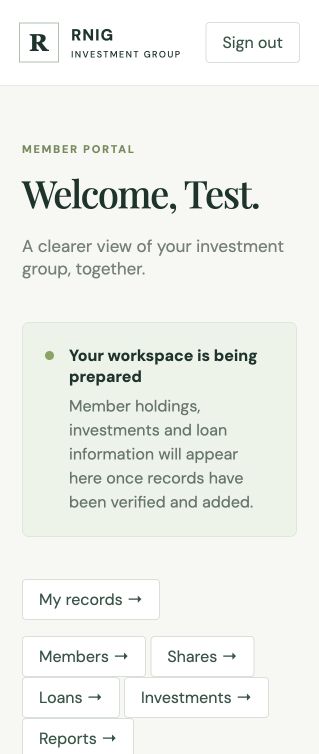 R
RNIG
INVESTMENT GROUP
Sign out
MEMBER PORTAL
Welcome, Test.
A clearer view of your investment
group, together.
Your workspace is being
prepared
Member holdings,
investments and loan
information will appear
here once records have
been verified and added.
My records →
Members → Shares →
Loans → Investments →
Reports →